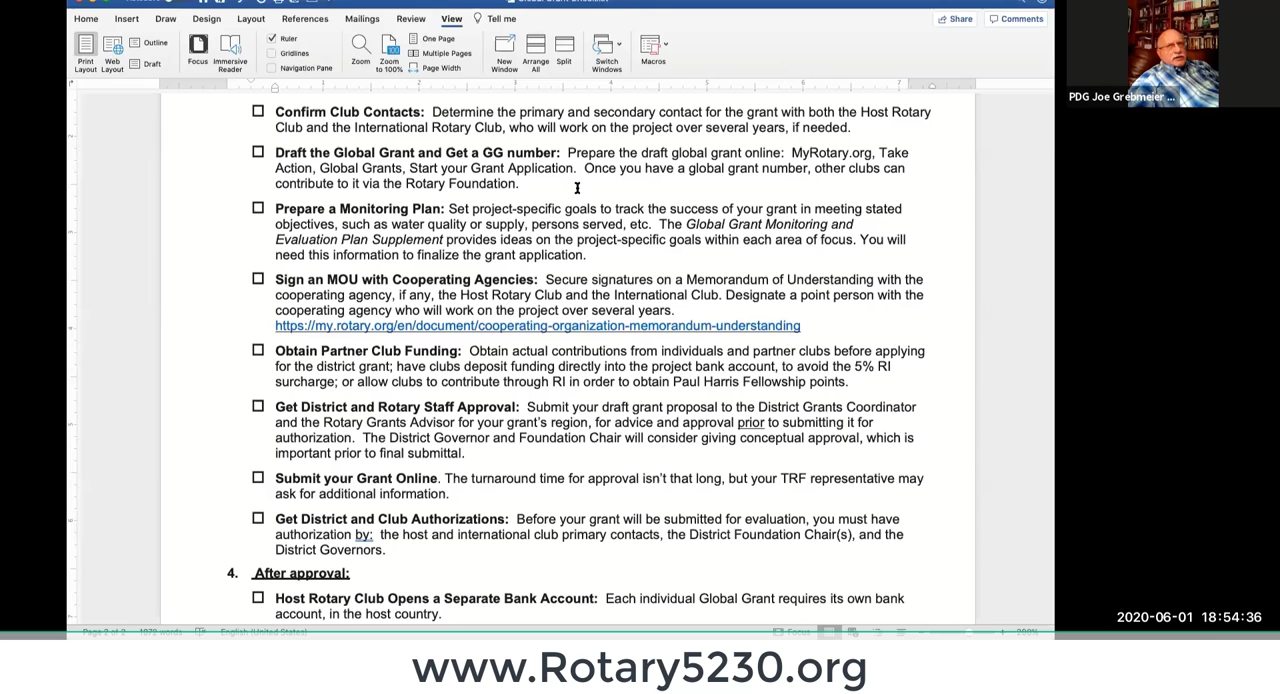 Home Insert Draw Design Layout References Mailings Review View Tell me
Share Comments
Print Layout
Web Layout
Outline
Draft
Focus
Immersive Reader
Ruler
Gridlines
Navigation Pane
Zoom
Zoom to 100%
One Page
Multiple Pages
Page Width
New Window
Arrange All
Split
Switch Windows
Macros
PDG Joe Grebmeier ...
☐ Confirm Club Contacts: Determine the primary and secondary contact for the grant with both the Host Rotary
Club and the International Rotary Club, who will work on the project over several years, if needed.
☐ Draft the Global Grant and Get a GG number: Prepare the draft global grant online: MyRotary.org, Take
Action, Global Grants, Start your Grant Application. Once you have a global grant number, other clubs can
contribute to it via the Rotary Foundation.
☐ Prepare a Monitoring Plan: Set project-specific goals to track the success of your grant in meeting stated
objectives, such as water quality or supply, persons served, etc. The Global Grant Monitoring and
Evaluation Plan Supplement provides ideas on the project-specific goals within each area of focus. You will
need this information to finalize the grant application.
☐ Sign an MOU with Cooperating Agencies: Secure signatures on a Memorandum of Understanding with the
cooperating agency, if any, the Host Rotary Club and the International Club. Designate a point person with the
cooperating agency who will work on the project over several years.
https://my.rotary.org/en/document/cooperating-organization-memorandum-understanding
☐ Obtain Partner Club Funding: Obtain actual contributions from individuals and partner clubs before applying
for the district grant; have clubs deposit funding directly into the project bank account, to avoid the 5% RI
surcharge; or allow clubs to contribute through RI in order to obtain Paul Harris Fellowship points.
☐ Get District and Rotary Staff Approval: Submit your draft grant proposal to the District Grants Coordinator
and the Rotary Grants Advisor for your grant's region, for advice and approval prior to submitting it for
authorization. The District Governor and Foundation Chair will consider giving conceptual approval, which is
important prior to final submittal.
☐ Submit your Grant Online. The turnaround time for approval isn't that long, but your TRF representative may
ask for additional information.
☐ Get District and Club Authorizations: Before your grant will be submitted for evaluation, you must have
authorization by: the host and international club primary contacts, the District Foundation Chair(s), and the
District Governors.
4. After approval:
☐ Host Rotary Club Opens a Separate Bank Account: Each individual Global Grant requires its own bank
account, in the host country.
2020-06-01 18:54:36
English (United States)
Focus
www.Rotary5230.org